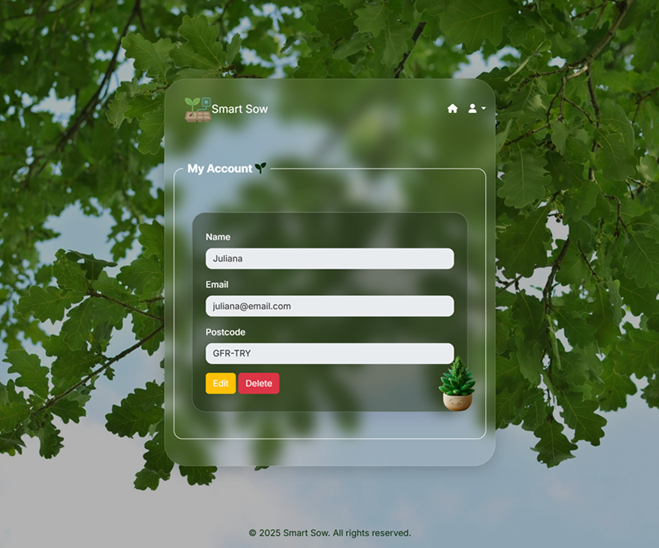 Smart Sow
My Account
Name
Juliana
Email
juliana@email.com
Postcode
GFR-TRY
Edit Delete
© 2025 Smart Sow. All rights reserved.